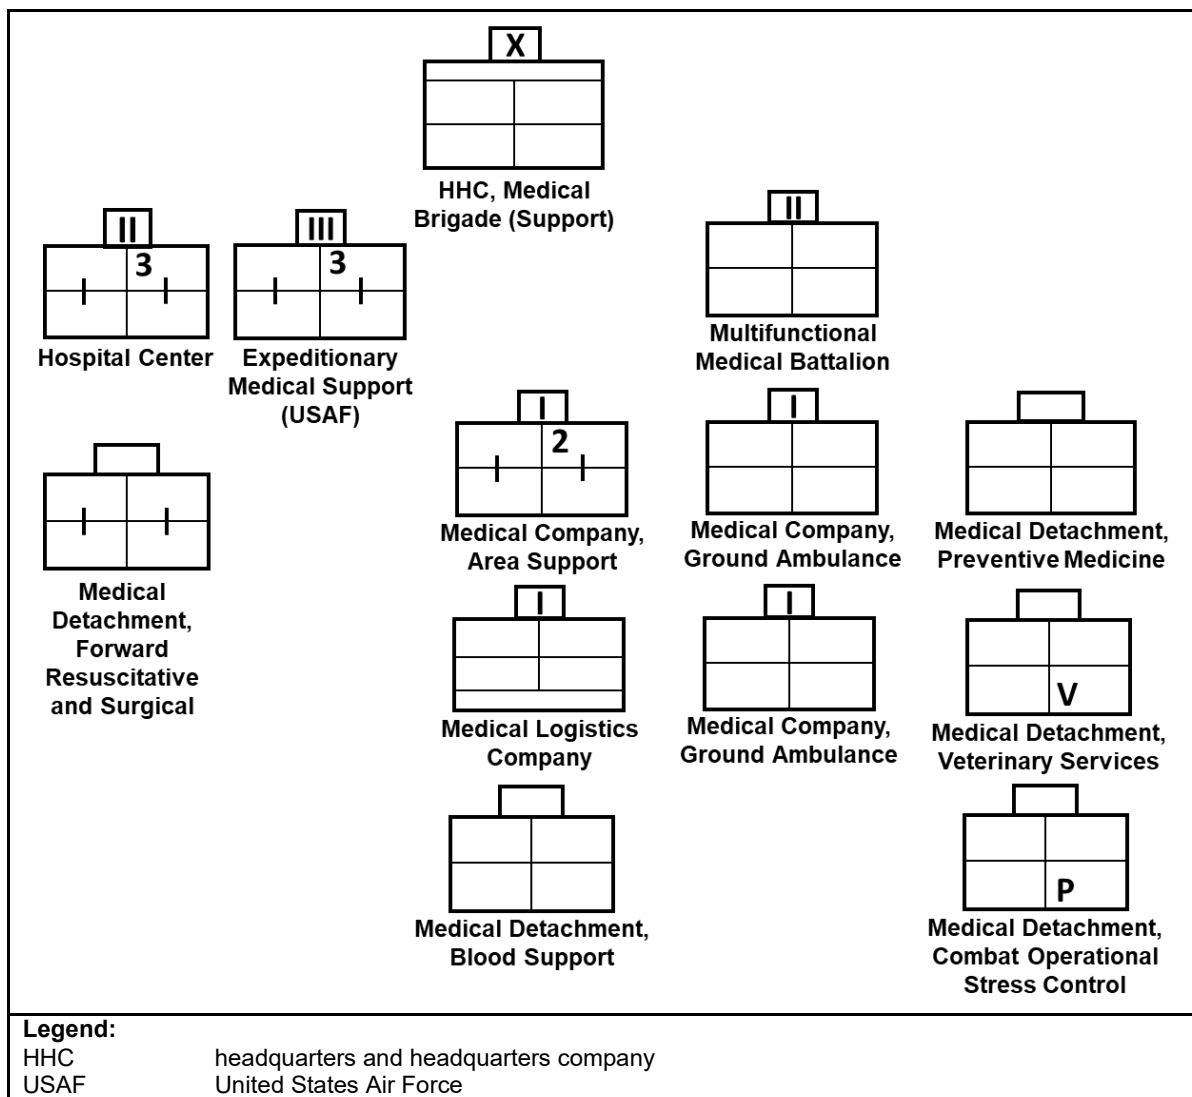 X
HHC, Medical
Brigade (Support)
II
3
Hospital Center
III
3
Expeditionary
Medical Support
(USAF)
II
Multifunctional
Medical Battalion
Medical
Detachment,
Forward
Resuscitative
and Surgical
I
2
Medical Company,
Area Support
I
Medical Company,
Ground Ambulance
Medical Detachment,
Preventive Medicine
I
Medical Logistics
Company
I
Medical Company,
Ground Ambulance
V
Medical Detachment,
Veterinary Services
Medical Detachment,
Blood Support
P
Medical Detachment,
Combat Operational
Stress Control
Legend:
HHC headquarters and headquarters company
USAF United States Air Force